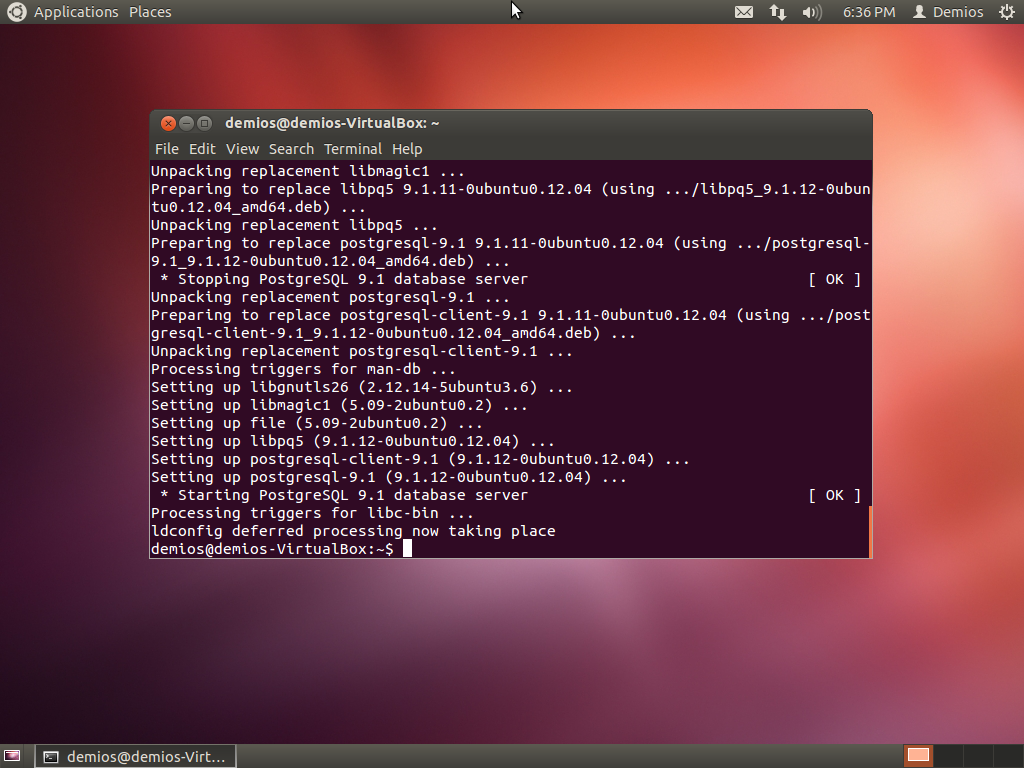 Applications Places 6:36 PM Demios
demios@demios-VirtualBox: ~
File Edit View Search Terminal Help
Unpacking replacement libmagic1 ...
Preparing to replace libpq5 9.1.11-0ubuntu0.12.04 (using .../libpq5_9.1.12-0ubun
tu0.12.04_amd64.deb) ...
Unpacking replacement libpq5 ...
Preparing to replace postgresql-9.1 9.1.11-0ubuntu0.12.04 (using .../postgresql-
9.1_9.1.12-0ubuntu0.12.04_amd64.deb) ...
 * Stopping PostgreSQL 9.1 database server [ OK ]
Unpacking replacement postgresql-9.1 ...
Preparing to replace postgresql-client-9.1 9.1.11-0ubuntu0.12.04 (using .../post
gresql-client-9.1_9.1.12-0ubuntu0.12.04_amd64.deb) ...
Unpacking replacement postgresql-client-9.1 ...
Processing triggers for man-db ...
Setting up libgnutls26 (2.12.14-5ubuntu3.6) ...
Setting up libmagic1 (5.09-2ubuntu0.2) ...
Setting up file (5.09-2ubuntu0.2) ...
Setting up libpq5 (9.1.12-0ubuntu0.12.04) ...
Setting up postgresql-client-9.1 (9.1.12-0ubuntu0.12.04) ...
Setting up postgresql-9.1 (9.1.12-0ubuntu0.12.04) ...
 * Starting PostgreSQL 9.1 database server [ OK ]
Processing triggers for libc-bin ...
ldconfig deferred processing now taking place
demios@demios-VirtualBox:~$
demios@demios-Virt...